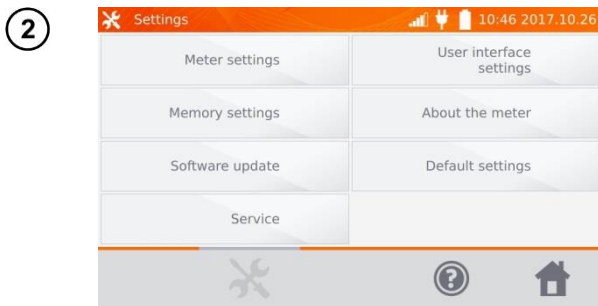 2
Settings
10:46 2017.10.26
Meter settings
User interface
settings
Memory settings
About the meter
Software update
Default settings
Service
?